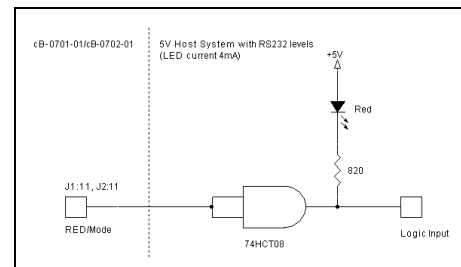 cB-0701-01/cB-0702-01
5V Host System with RS232 levels
(LED current 4mA)
+5V
Red
820
J1:11, J2:11
RED/Mode
74HCT08
Logic Input